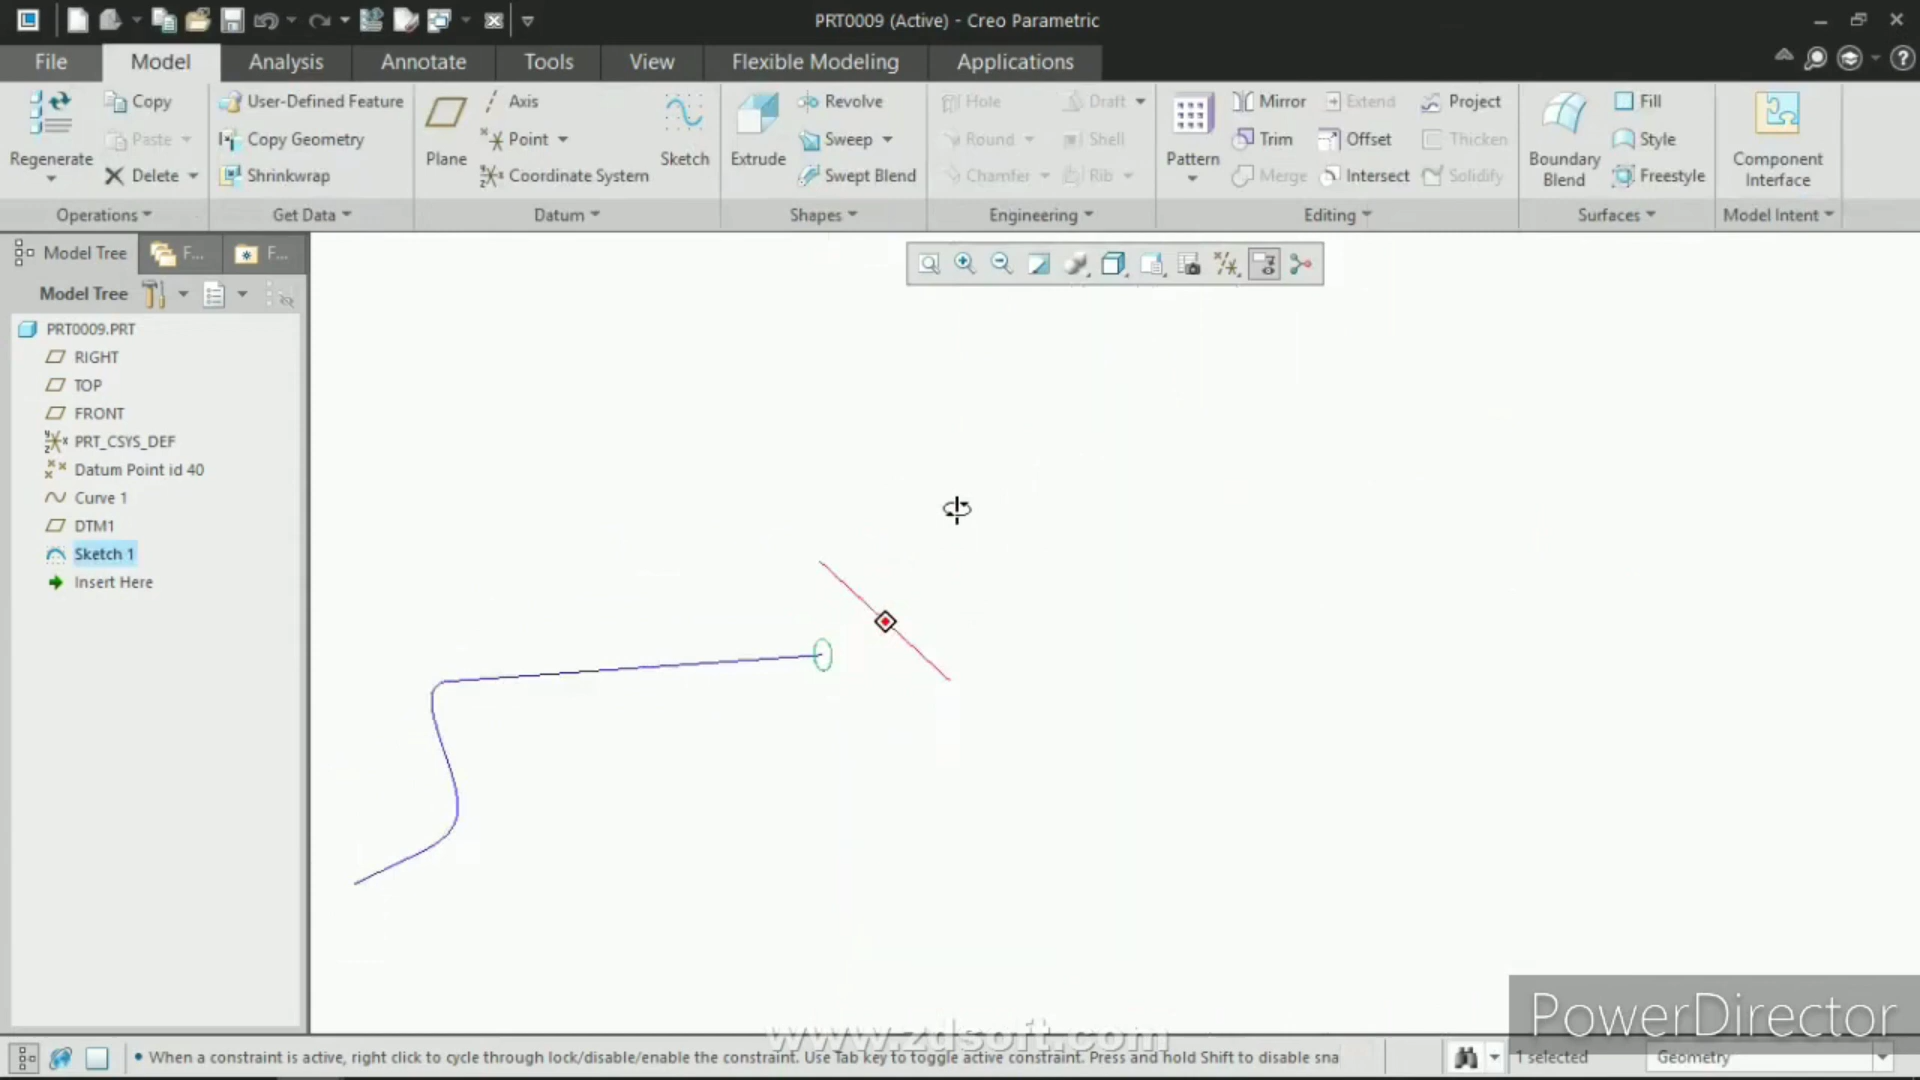 PRT0009 (Active) - Creo Parametric
File Model Analysis Annotate Tools View Flexible Modeling Applications
Regenerate
Copy
Paste
Delete
Operations
User-Defined Feature
Copy Geometry
Shrinkwrap
Get Data
Plane
Axis
Point
Coordinate System
Sketch
Datum
Extrude
Revolve
Sweep
Swept Blend
Shapes
Hole
Round
Chamfer
Draft
Shell
Rib
Engineering
Pattern
Mirror
Trim
Merge
Extend
Offset
Intersect
Project
Thicken
Solidify
Editing
Boundary
Blend
Fill
Style
Freestyle
Surfaces
Component
Interface
Model Intent
Model Tree F... F...
Model Tree
PRT0009.PRT
RIGHT
TOP
FRONT
PRT_CSYS_DEF
Datum Point id 40
Curve 1
DTM1
Sketch 1
Insert Here
PowerDirector
www.zdsoft.com
• When a constraint is active, right click to cycle through lock/disable/enable the constraint. Use Tab key to toggle active constraint. Press and hold Shift to disable sna
1 selected
Geometry